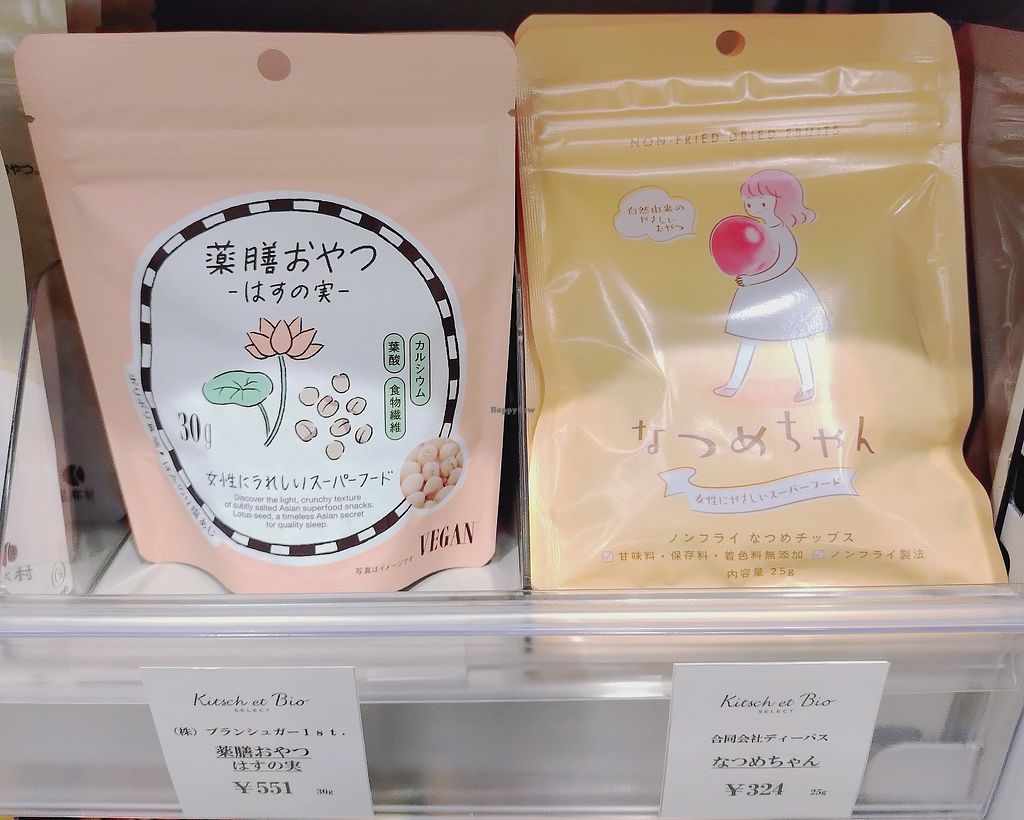 薬膳おやつ
-はすの実-
カルシウム
葉酸
食物繊維
30g
女性にうれしいスーパーフード
Discover the light, crunchy texture
of subtly salted Asian superfood snacks.
Lotus seed, a timeless Asian secret
for quality sleep.
VEGAN
写真はイメージです
NON FRIED DRIED FRUITS
自然由来の
やさしい
おやつ
なつめちゃん
女性にやさしいスーパーフード
ノンフライ なつめチップス
甘味料・保存料・着色料無添加 ノンフライ製法
内容量 25g
HappyCow
Kitsch et Bio
SELECT
(株) ブランシュガー1st.
薬膳おやつ
はすの実
¥551 30g
Kitsch et Bio
SELECT
合同会社ディーバス
なつめちゃん
¥324 25g